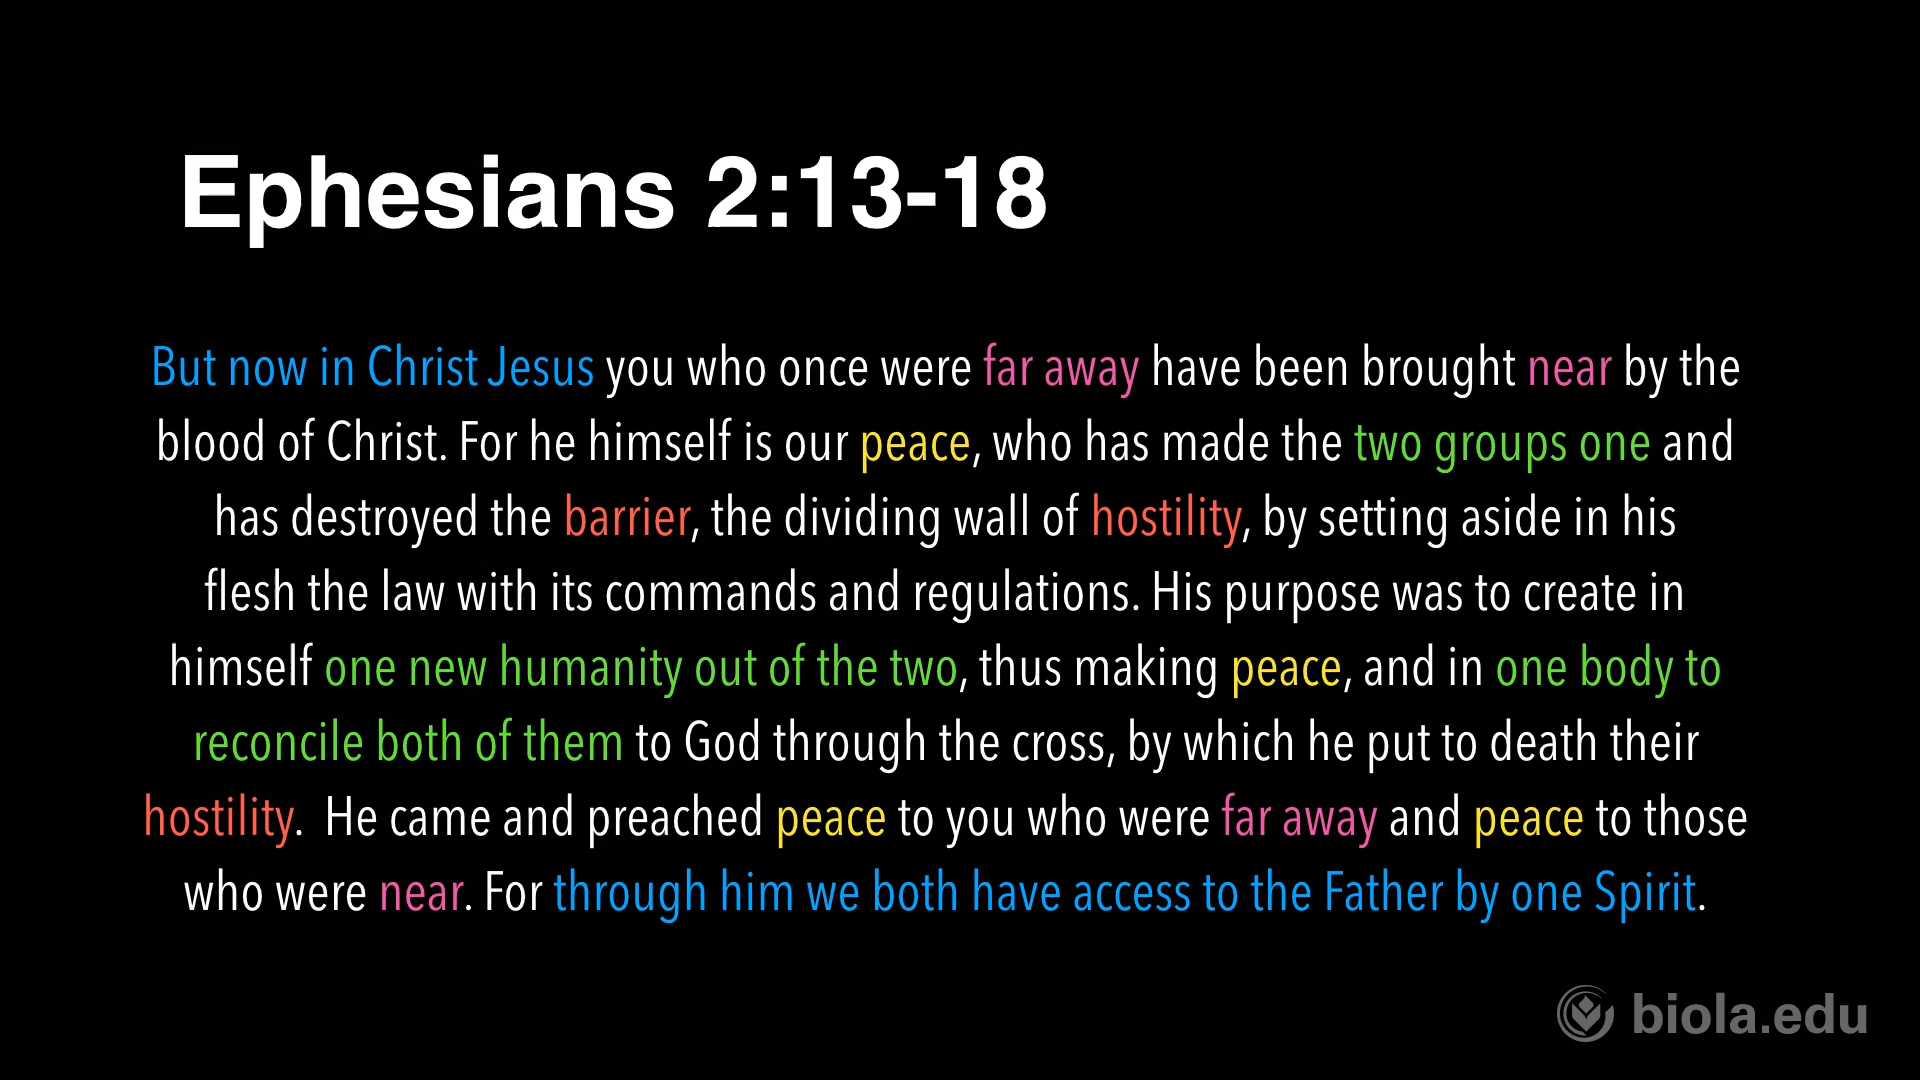 Ephesians 2:13-18
But now in Christ Jesus you who once were far away have been brought near by the
blood of Christ. For he himself is our peace, who has made the two groups one and
has destroyed the barrier, the dividing wall of hostility, by setting aside in his
flesh the law with its commands and regulations. His purpose was to create in
himself one new humanity out of the two, thus making peace, and in one body to
reconcile both of them to God through the cross, by which he put to death their
hostility.  He came and preached peace to you who were far away and peace to those
who were near. For through him we both have access to the Father by one Spirit.
biola.edu